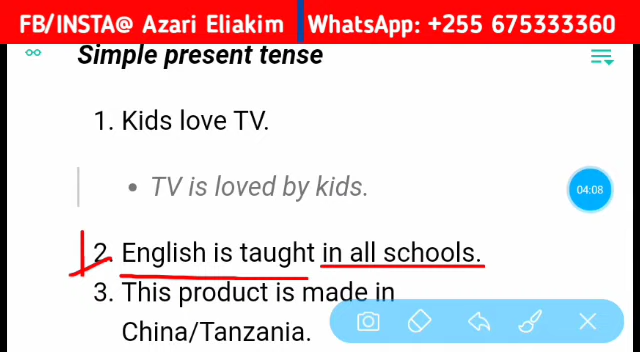 FB/INSTA@ Azari Eliakim WhatsApp: +255 675333360
Simple present tense
1. Kids love TV.
• TV is loved by kids.
04:08
2. English is taught in all schools.
3. This product is made in
China/Tanzania.